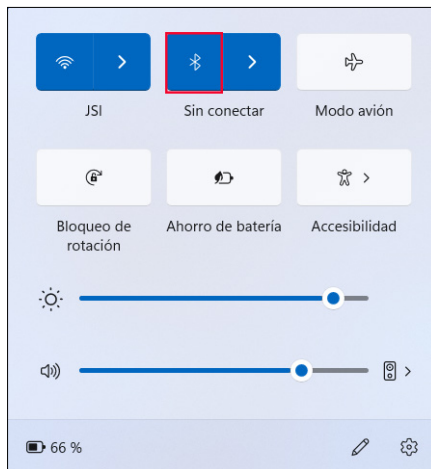 JSI
Sin conectar
Modo avión
Bloqueo de
rotación
Ahorro de batería
Accesibilidad
66 %